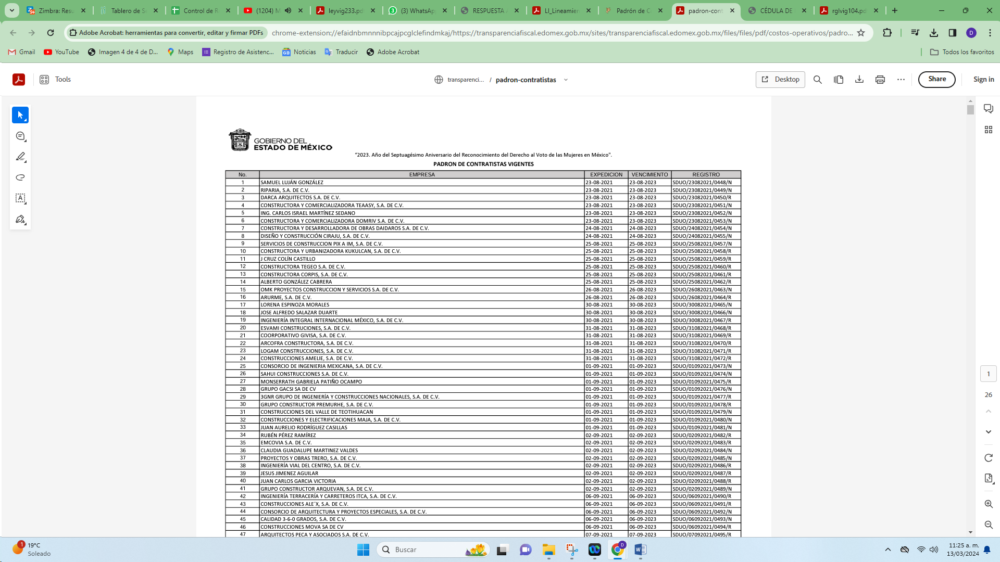 Zimbra: Resu
Tablero de So
Control de R
(1204) M
leyvig233.pd
(3) WhatsAp
RESPUESTA A
LI_Lineamien
Padrón de C
padron-cont
CÉDULA DE
rglvig104.pd
Adobe Acrobat: herramientas para convertir, editar y firmar PDFs
chrome-extension://efaidnbmnnnibpcajpcglclefindmkaj/https://transparenciafiscal.edomex.gob.mx/sites/transparenciafiscal.edomex.gob.mx/files/files/pdf/costos-operativos/padro...
D
Gmail
YouTube
Imagen 4 de 4 de D...
Maps
Registro de Asistenc...
Noticias
Traducir
Adobe Acrobat
Todos los favoritos
Tools
transparenci... / padron-contratistas
Desktop
Share
Sign in
GOBIERNO DEL
ESTADO DE MÉXICO
"2023. Año del Septuagésimo Aniversario del Reconocimiento del Derecho al Voto de las Mujeres en México".
PADRON DE CONTRATISTAS VIGENTES
No. EMPRESA EXPEDICION VENCIMIENTO REGISTRO
1 SAMUEL LUJÁN GONZÁLEZ 23-08-2021 23-08-2023 SDUO/23082021/0448/N
2 RIPARIA, S.A. DE C.V. 23-08-2021 23-08-2023 SDUO/23082021/0449/N
3 DARCA ARQUITECTOS S.A. DE C.V. 23-08-2021 23-08-2023 SDUO/23082021/0450/R
4 CONSTRUCTORA Y COMERCIALIZADORA TEAASY, S.A. DE C.V. 23-08-2021 23-08-2023 SDUO/23082021/0451/N
5 ING. CARLOS ISRAEL MARTÍNEZ SEDANO 23-08-2021 23-08-2023 SDUO/23082021/0452/N
6 CONSTRUCTORA Y COMERCIALIZADORA DOMRIV S.A. DE C.V. 23-08-2021 23-08-2023 SDUO/23082021/0453/N
7 CONSTRUCTORA Y DESARROLLADORA DE OBRAS DAIDAROS S.A. DE C.V. 24-08-2021 24-08-2023 SDUO/24082021/0454/N
8 DISEÑO Y CONSTRUCCIÓN CIRAJU, S.A. DE C.V. 24-08-2021 24-08-2023 SDUO/24082021/0455/N
9 SERVICIOS DE CONSTRUCCION PIX A IM, S.A. DE C.V. 25-08-2021 25-08-2023 SDUO/25082021/0457/N
10 CONSTRUCTORA Y URBANIZADORA KUKULCAN, S.A. DE C.V. 25-08-2021 25-08-2023 SDUO/25082021/0458/R
11 J CRUZ COLÍN CASTILLO 25-08-2021 25-08-2023 SDUO/25082021/0459/R
12 CONSTRUCTORA TEGEO S.A. DE C.V. 25-08-2021 25-08-2023 SDUO/25082021/0460/R
13 CONSTRUCTORA CORPIS, S.A. DE C.V. 25-08-2021 25-08-2023 SDUO/25082021/0461/R
14 ALBERTO GONZÁLEZ CABRERA 25-08-2021 25-08-2023 SDUO/25082021/0462/R
15 OMK PROYECTOS CONSTRUCCION Y SERVICIOS S.A. DE C.V. 26-08-2021 26-08-2023 SDUO/26082021/0463/N
16 ARURME, S.A. DE C.V. 26-08-2021 26-08-2023 SDUO/26082021/0464/R
17 LORENA ESPINOZA MORALES 30-08-2021 30-08-2023 SDUO/30082021/0465/N
18 JOSE ALFREDO SALAZAR DUARTE 30-08-2021 30-08-2023 SDUO/30082021/0466/N
19 INGENIERÍA INTEGRAL INTERNACIONAL MÉXICO, S.A. DE C.V. 30-08-2021 30-08-2023 SDUO/30082021/0467/R
20 ESVAMI CONSTRUCIONES, S.A. DE C.V. 31-08-2021 31-08-2023 SDUO/31082021/0468/R
21 COORPORATIVO GIVISA, S.A. DE C.V. 31-08-2021 31-08-2023 SDUO/31082021/0469/R
22 ARCOFRA CONSTRUCTORA, S.A. DE C.V. 31-08-2021 31-08-2023 SDUO/31082021/0470/R
23 LOGAM CONSTRUCCIONES, S.A. DE C.V. 31-08-2021 31-08-2023 SDUO/31082021/0471/R
24 CONSTRUCCIONES AMELIE, S.A. DE C.V. 31-08-2021 31-08-2023 SDUO/31082021/0472/R
25 CONSORCIO DE INGENIERIA MEXICANA, S.A. DE C.V. 01-09-2021 01-09-2023 SDUO/01092021/0473/N
26 SAHUI CONSTRUCCIONES S.A. DE C.V. 01-09-2021 01-09-2023 SDUO/01092021/0474/N
27 MONSERRATH GABRIELA PATIÑO OCAMPO 01-09-2021 01-09-2023 SDUO/01092021/0475/R
28 GRUPO GACSI SA DE CV 01-09-2021 01-09-2023 SDUO/01092021/0476/N
29 3GNR GRUPO DE INGENIERÍA Y CONSTRUCCIONES NACIONALES, S.A. DE C.V. 01-09-2021 01-09-2023 SDUO/01092021/0477/R
30 GRUPO CONSTRUCTOR PREMURHE, S.A. DE C.V. 01-09-2021 01-09-2023 SDUO/01092021/0478/R
31 CONSTRUCCIONES DEL VALLE DE TEOTIHUACAN 01-09-2021 01-09-2023 SDUO/01092021/0479/N
32 CONSTRUCCIONES Y ELECTRIFICACIONES MAJA, S.A. DE C.V. 01-09-2021 01-09-2023 SDUO/01092021/0480/N
33 JUAN AURELIO RODRÍGUEZ CASILLAS 01-09-2021 01-09-2023 SDUO/01092021/0481/N
34 RUBÉN PÉREZ RAMÍREZ 02-09-2021 02-09-2023 SDUO/02092021/0482/R
35 EMCOVIA S.A. DE C.V. 02-09-2021 02-09-2023 SDUO/02092021/0483/R
36 CLAUDIA GUADALUPE MARTINEZ VALDES 02-09-2021 02-09-2023 SDUO/02092021/0484/N
37 PROYECTOS Y OBRAS TRERO, S.A. DE C.V. 02-09-2021 02-09-2023 SDUO/02092021/0485/N
38 INGENIERÍA VIAL DEL CENTRO, S.A. DE C.V. 02-09-2021 02-09-2023 SDUO/02092021/0486/R
39 JESUS JIMENEZ AGUILAR 02-09-2021 02-09-2023 SDUO/02092021/0487/R
40 JUAN CARLOS GARCIA VICTORIA 02-09-2021 02-09-2023 SDUO/02092021/0488/R
41 GRUPO CONSTRUCTOR ARQUEVAN, S.A. DE C.V. 02-09-2021 02-09-2023 SDUO/02092021/0489/N
42 INGENIERÍA TERRACERÍA Y CARRETEROS ITCA, S.A. DE C.V. 06-09-2021 06-09-2023 SDUO/06092021/0490/R
43 CONSTRUCCIONES ALE´X, S.A. DE C.V. 06-09-2021 06-09-2023 SDUO/06092021/0491/R
44 CONSORCIO DE ARQUITECTURA Y PROYECTOS ESPECIALES, S.A. DE C.V. 06-09-2021 06-09-2023 SDUO/06092021/0492/N
45 CALIDAD 3-6-0 GRADOS, S.A. DE C.V. 06-09-2021 06-09-2023 SDUO/06092021/0493/N
46 CONSTRUCCIONES MOVA SA DE CV 06-09-2021 06-09-2023 SDUO/06092021/0494/R
47 ARQUITECTOS PECA Y ASOCIADOS S.A. DE C.V. 07-09-2021 07-09-2023 SDUO/07092021/0495/R
1
26
1
19°C
Soleado
Buscar
D
11:25 a. m.
13/03/2024